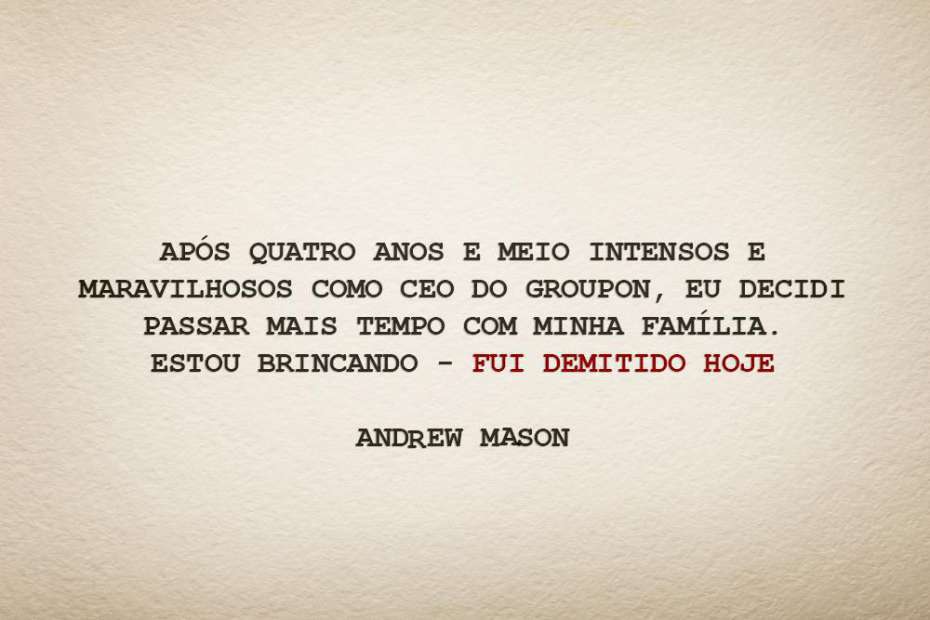 APÓS QUATRO ANOS E MEIO INTENSOS E
MARAVILHOSOS COMO CEO DO GROUPON, EU DECIDI
PASSAR MAIS TEMPO COM MINHA FAMÍLIA.
ESTOU BRINCANDO - FUI DEMITIDO HOJE
ANDREW MASON